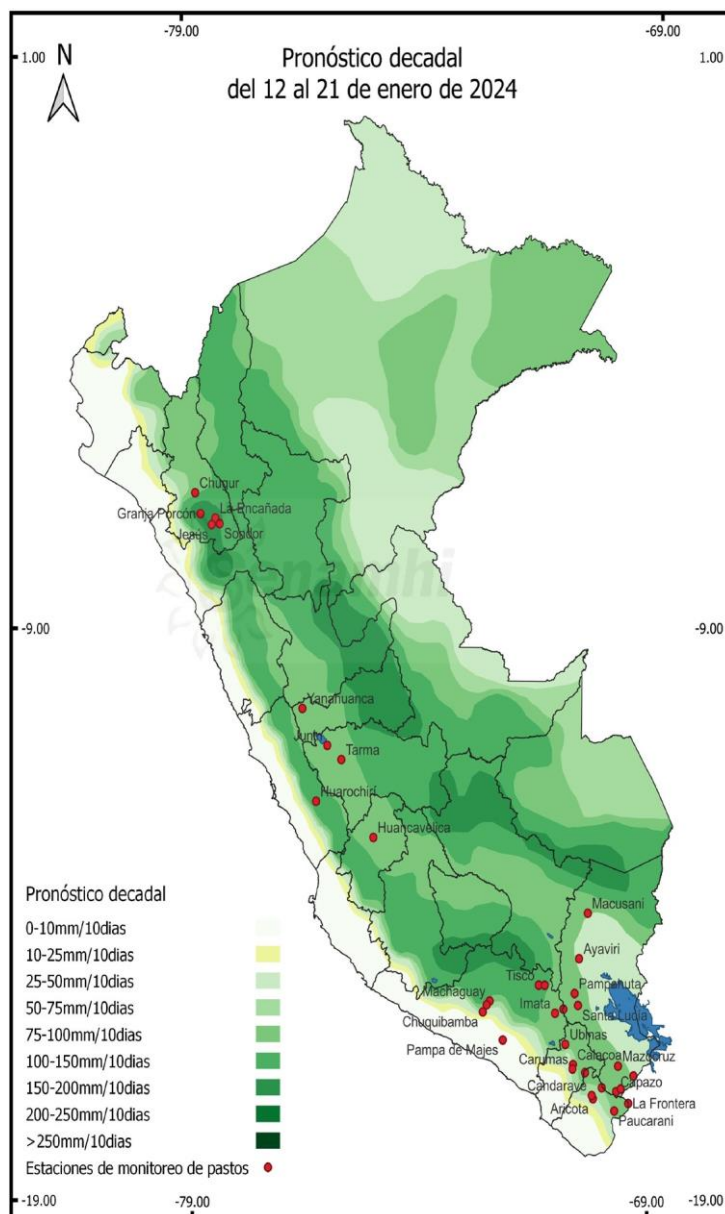 -79.00
-69.00
1.00
N
Pronóstico decadal
1.00
del 12 al 21 de enero de 2024
Chugur
Granja Porcón
La Encañada
Jesús
Sondor
Senamhi
-9.00
-9.00
Yanahuanca
Junín
Tarma
Huarochirí
Huancavelica
Pronóstico decadal
0-10mm/10dias
10-25mm/10dias
25-50mm/10dias
50-75mm/10dias
75-100mm/10dias
100-150mm/10dias
150-200mm/10dias
200-250mm/10dias
>250mm/10dias
Estaciones de monitoreo de pastos
Macusani
Ayaviri
Tisco
Pampahuta
Machaguay
Imata
Santa Lucia
Chuquibamba
Ubinas
Pampa de Majes
Carumas
Calacoa
Mazocruz
Candarave
Capazo
Aricota
La Frontera
Paucarani
-19.00
-19.00
-79.00
-69.00